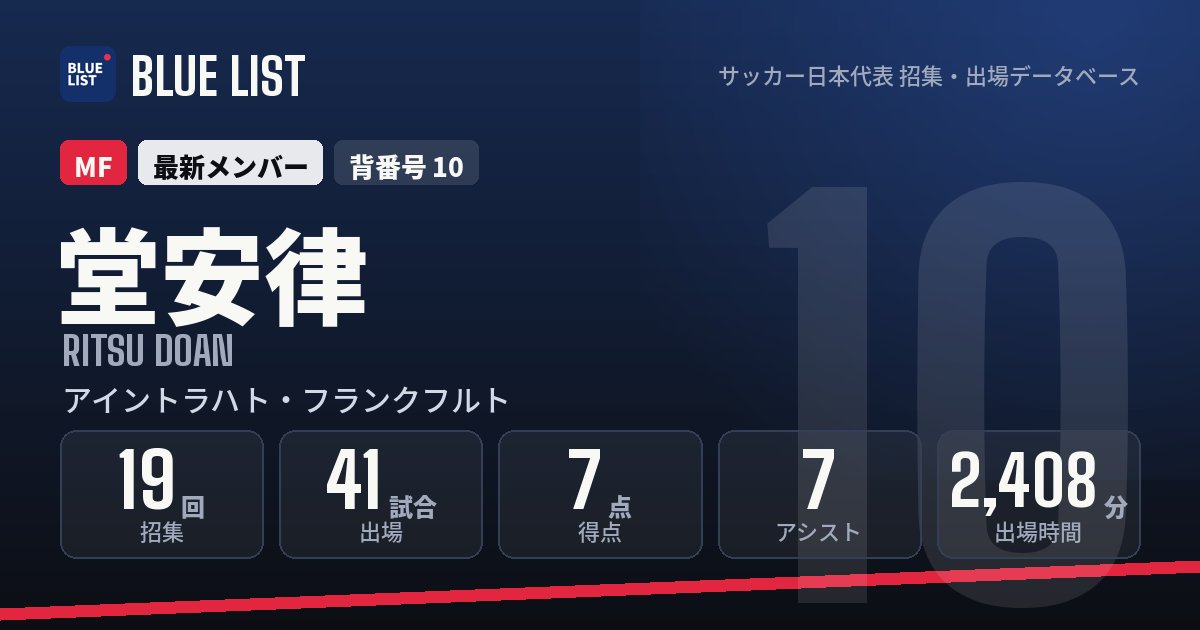 BLUE LIST
BLUE LIST
サッカー日本代表 招集・出場データベース
MF
最新メンバー
背番号 10
10
堂安律
RITSU DOAN
アイントラハト・フランクフルト
19回
招集
41試合
出場
7点
得点
7
アシスト
2,408分
出場時間